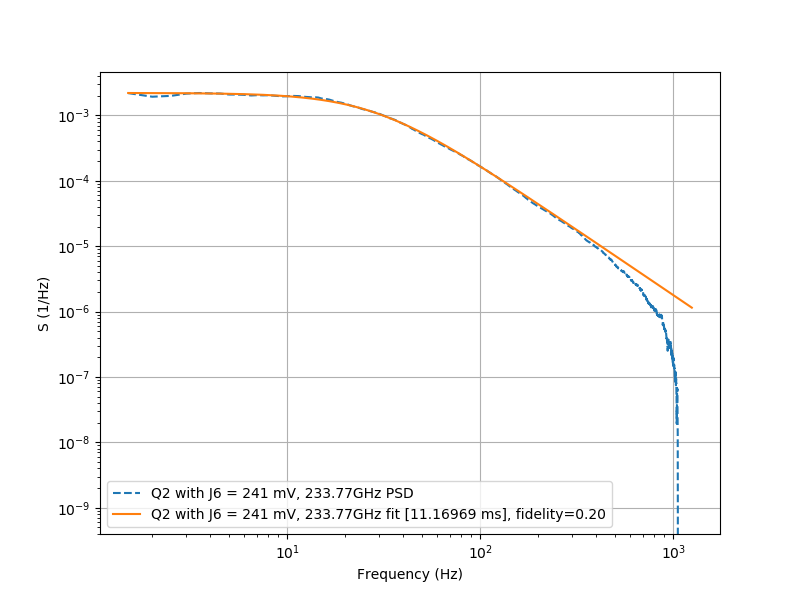 10⁻³
10⁻⁴
10⁻⁵
10⁻⁶
10⁻⁷
10⁻⁸
10⁻⁹
S (1/Hz)
Q2 with J6 = 241 mV, 233.77GHz PSD
Q2 with J6 = 241 mV, 233.77GHz fit [11.16969 ms], fidelity=0.20
10¹ 10² 10³
Frequency (Hz)